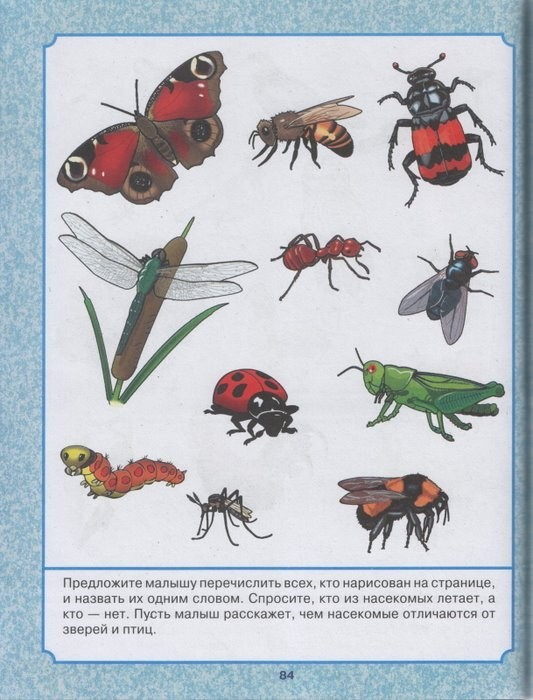 Предложите малышу перечислить всех, кто нарисован на странице,
и назвать их одним словом. Спросите, кто из насекомых летает, а
кто — нет. Пусть малыш расскажет, чем насекомые отличаются от
зверей и птиц.
84